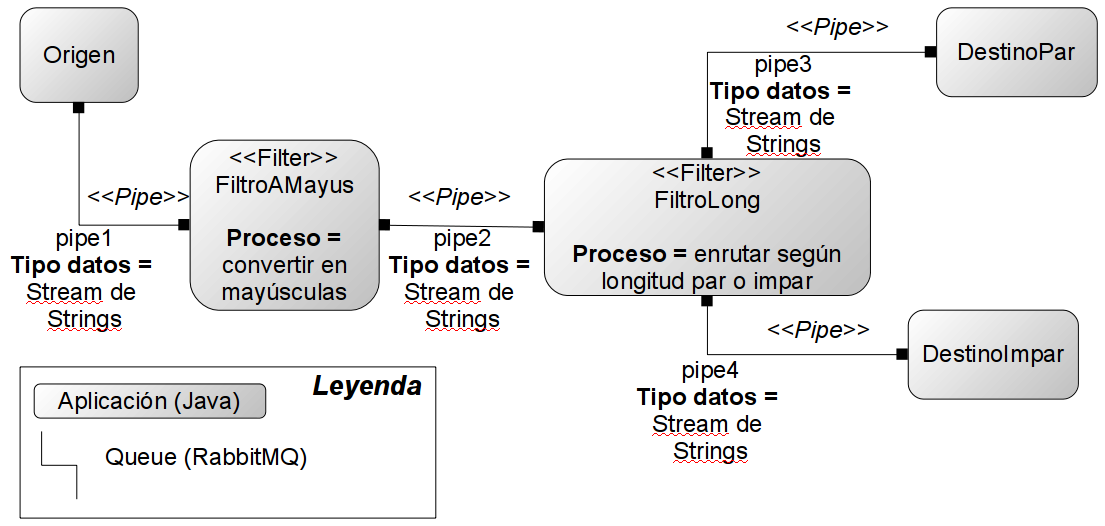 Origen
<<Pipe>>
pipe1
Tipo datos =
Stream de
Strings
<<Filter>>
FiltroAMayus
Proceso =
convertir en
mayúsculas
<<Pipe>>
pipe2
Tipo datos =
Stream de
Strings
<<Filter>>
FiltroLong
Proceso = enrutar según
longitud par o impar
<<Pipe>>
pipe3
Tipo datos =
Stream de
Strings
DestinoPar
<<Pipe>>
pipe4
Tipo datos =
Stream de
Strings
DestinoImpar
Leyenda
Aplicación (Java)
Queue (RabbitMQ)